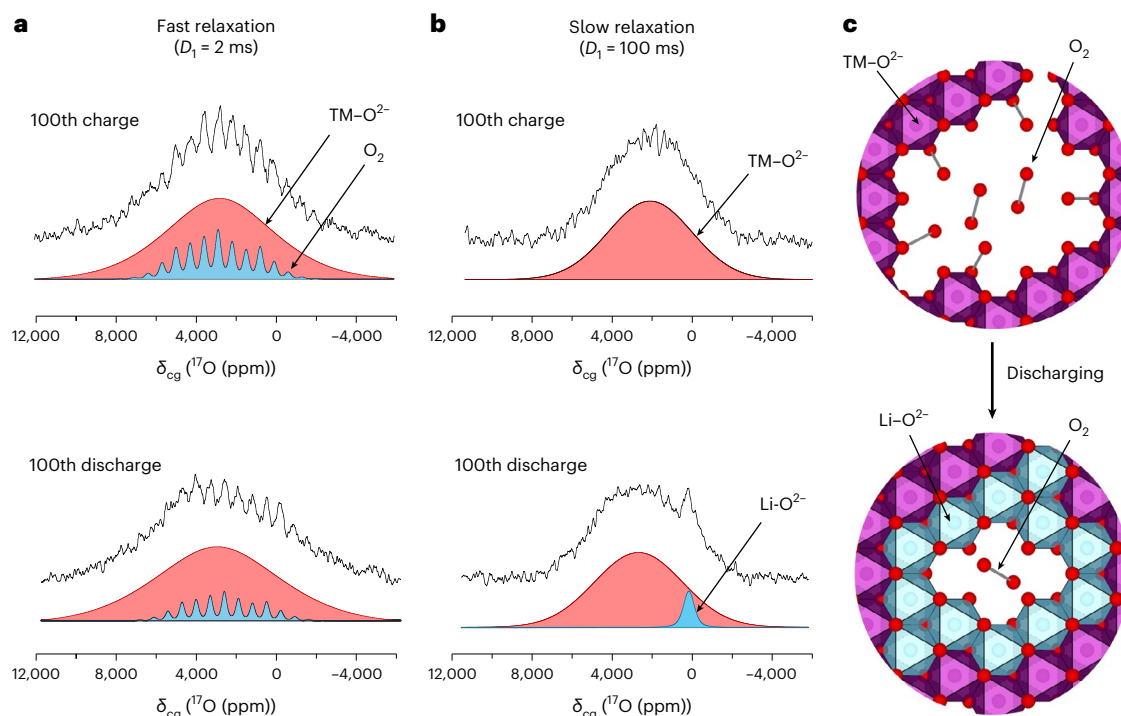 a
Fast relaxation
(D₁ = 2 ms)
100th charge
TM–O²⁻
O₂
12,000 8,000 4,000 0 −4,000
δcg (¹⁷O (ppm))
100th discharge
12,000 8,000 4,000 0 −4,000
δcg (¹⁷O (ppm))
b
Slow relaxation
(D₁ = 100 ms)
100th charge
TM–O²⁻
12,000 8,000 4,000 0 −4,000
δcg (¹⁷O (ppm))
100th discharge
Li-O²⁻
12,000 8,000 4,000 0 −4,000
δcg (¹⁷O (ppm))
c
TM–O²⁻
O₂
Discharging
Li–O²⁻
O₂